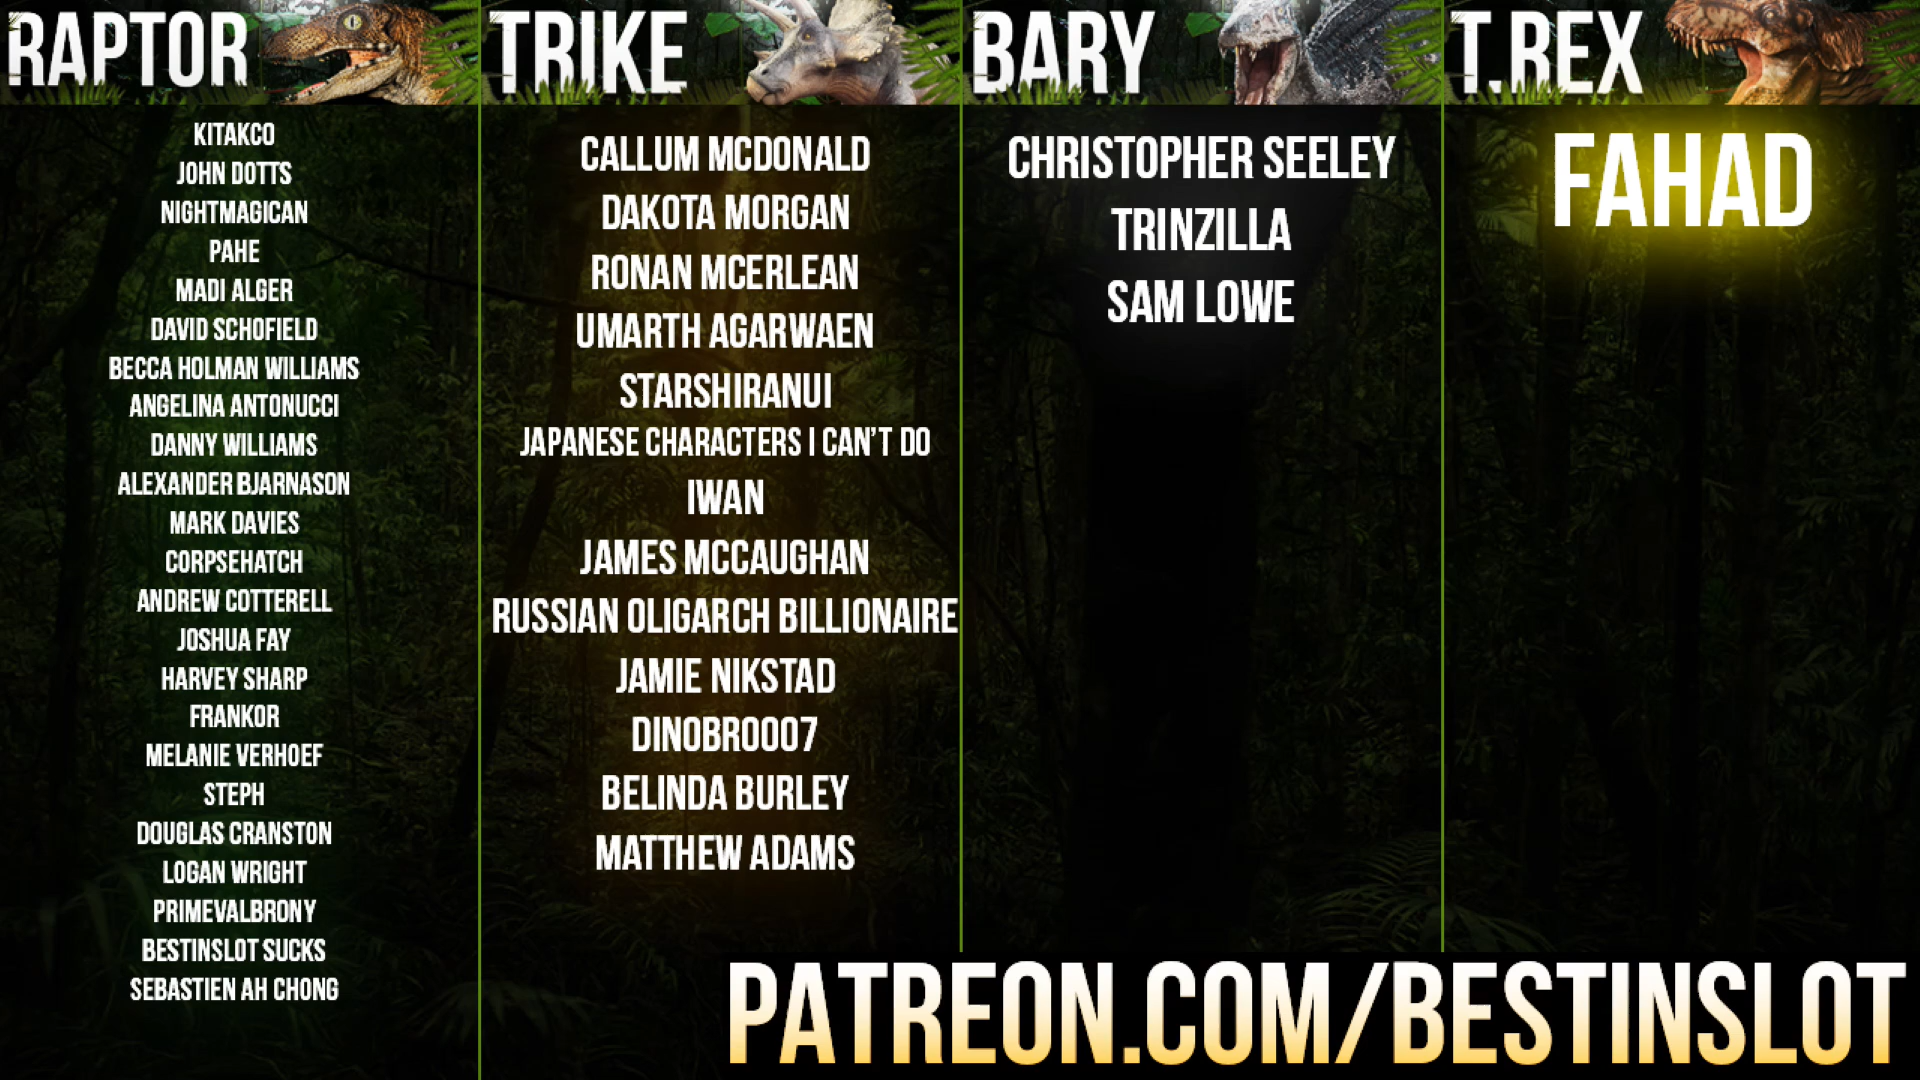 RAPTOR
KITAKCO
JOHN DOTTS
NIGHTMAGICAN
PAHE
MADI ALGER
DAVID SCHOFIELD
BECCA HOLMAN WILLIAMS
ANGELINA ANTONUCCI
DANNY WILLIAMS
ALEXANDER BJARNASON
MARK DAVIES
CORPSEHATCH
ANDREW COTTERELL
JOSHUA FAY
HARVEY SHARP
FRANKOR
MELANIE VERHOEF
STEPH
DOUGLAS CRANSTON
LOGAN WRIGHT
PRIMEVALBRONY
BESTINSLOT SUCKS
SEBASTIEN AH CHONG
TRIKE
CALLUM MCDONALD
DAKOTA MORGAN
RONAN MCERLEAN
UMARTH AGARWAEN
STARSHIRANUI
JAPANESE CHARACTERS I CAN'T DO
IWAN
JAMES MCCAUGHAN
RUSSIAN OLIGARCH BILLIONAIRE
JAMIE NIKSTAD
DINOBRO007
BELINDA BURLEY
MATTHEW ADAMS
BARY
CHRISTOPHER SEELEY
TRINZILLA
SAM LOWE
T.REX
FAHAD
PATREON.COM/BESTINSLOT